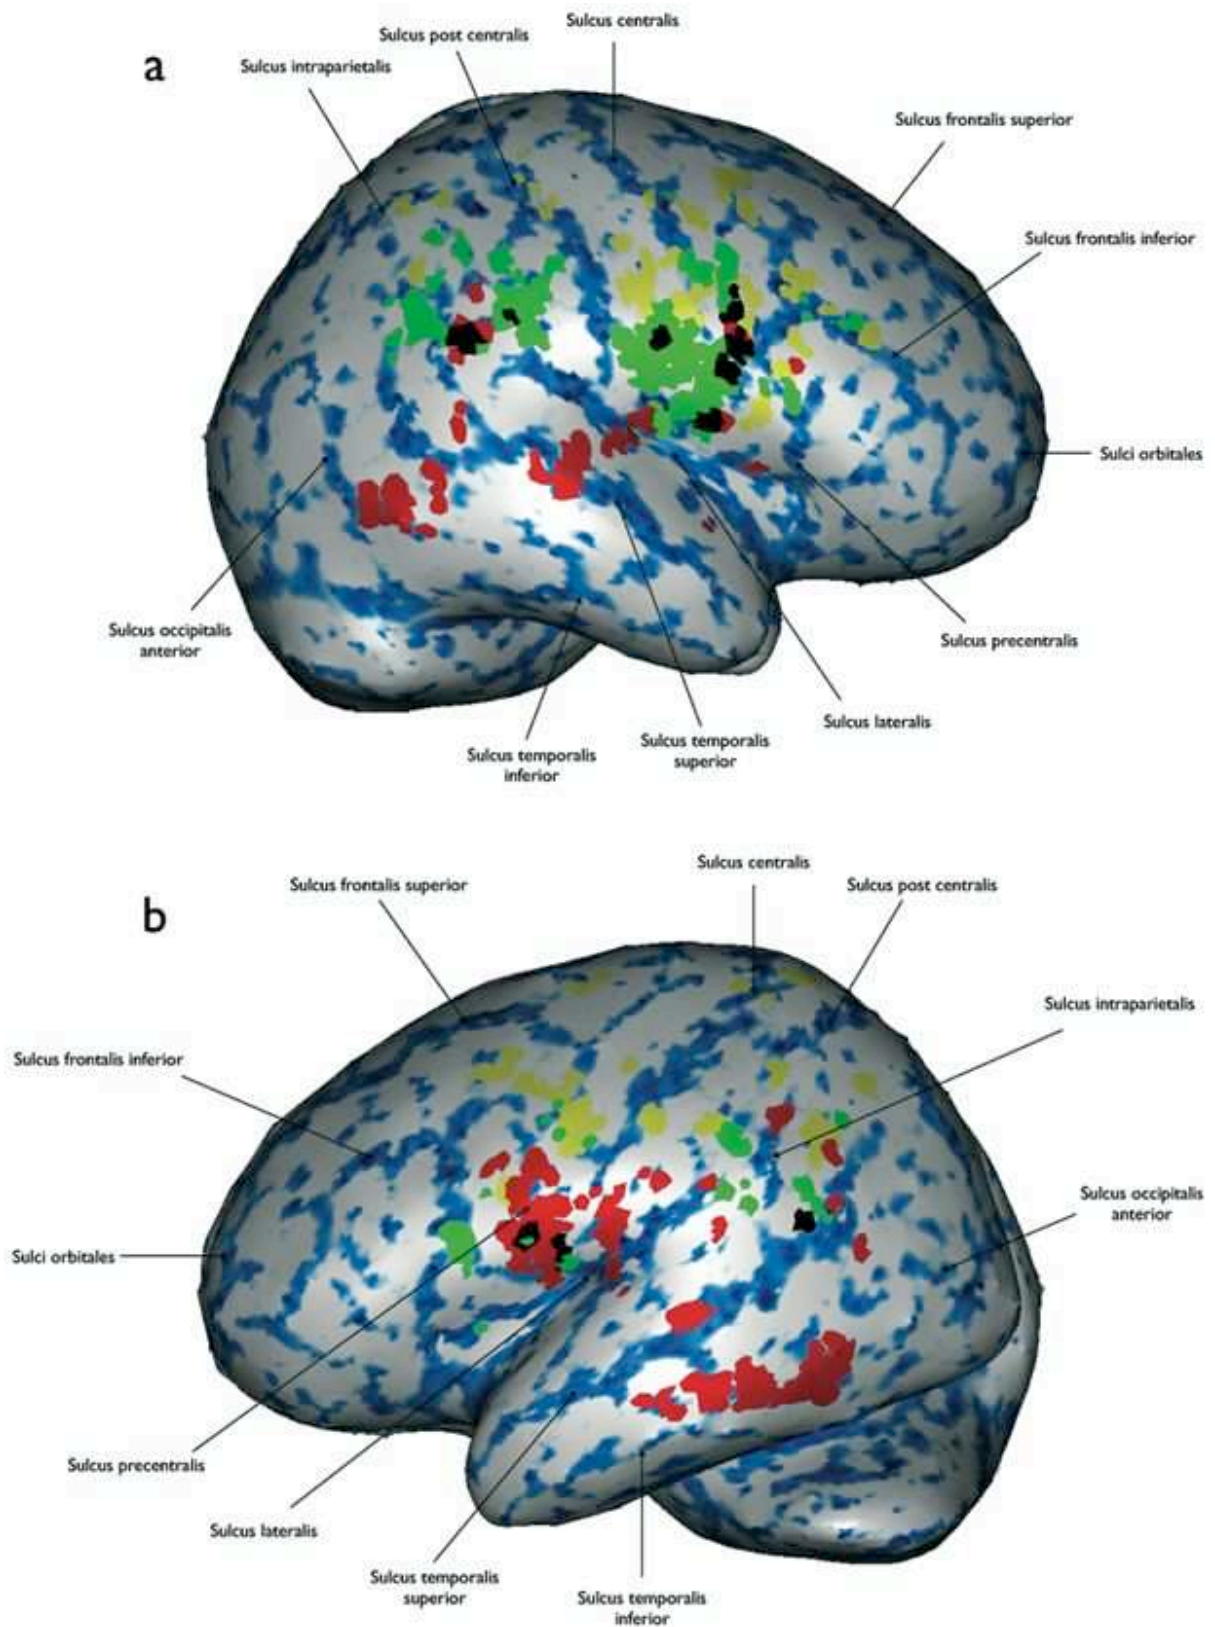 Sulcus centralis
Sulcus post centralis
a
Sulcus intraparietalis
Sulcus frontalis superior
Sulcus frontalis inferior
Sulci orbitales
Sulcus occipitalis
anterior
Sulcus precentralis
Sulcus lateralis
Sulcus temporalis
superior
Sulcus temporalis
inferior
Sulcus centralis
Sulcus frontalis superior
Sulcus post centralis
b
Sulcus intraparietalis
Sulcus frontalis inferior
Sulcus occipitalis
anterior
Sulci orbitales
Sulcus precentralis
Sulcus lateralis
Sulcus temporalis
superior
Sulcus temporalis
inferior